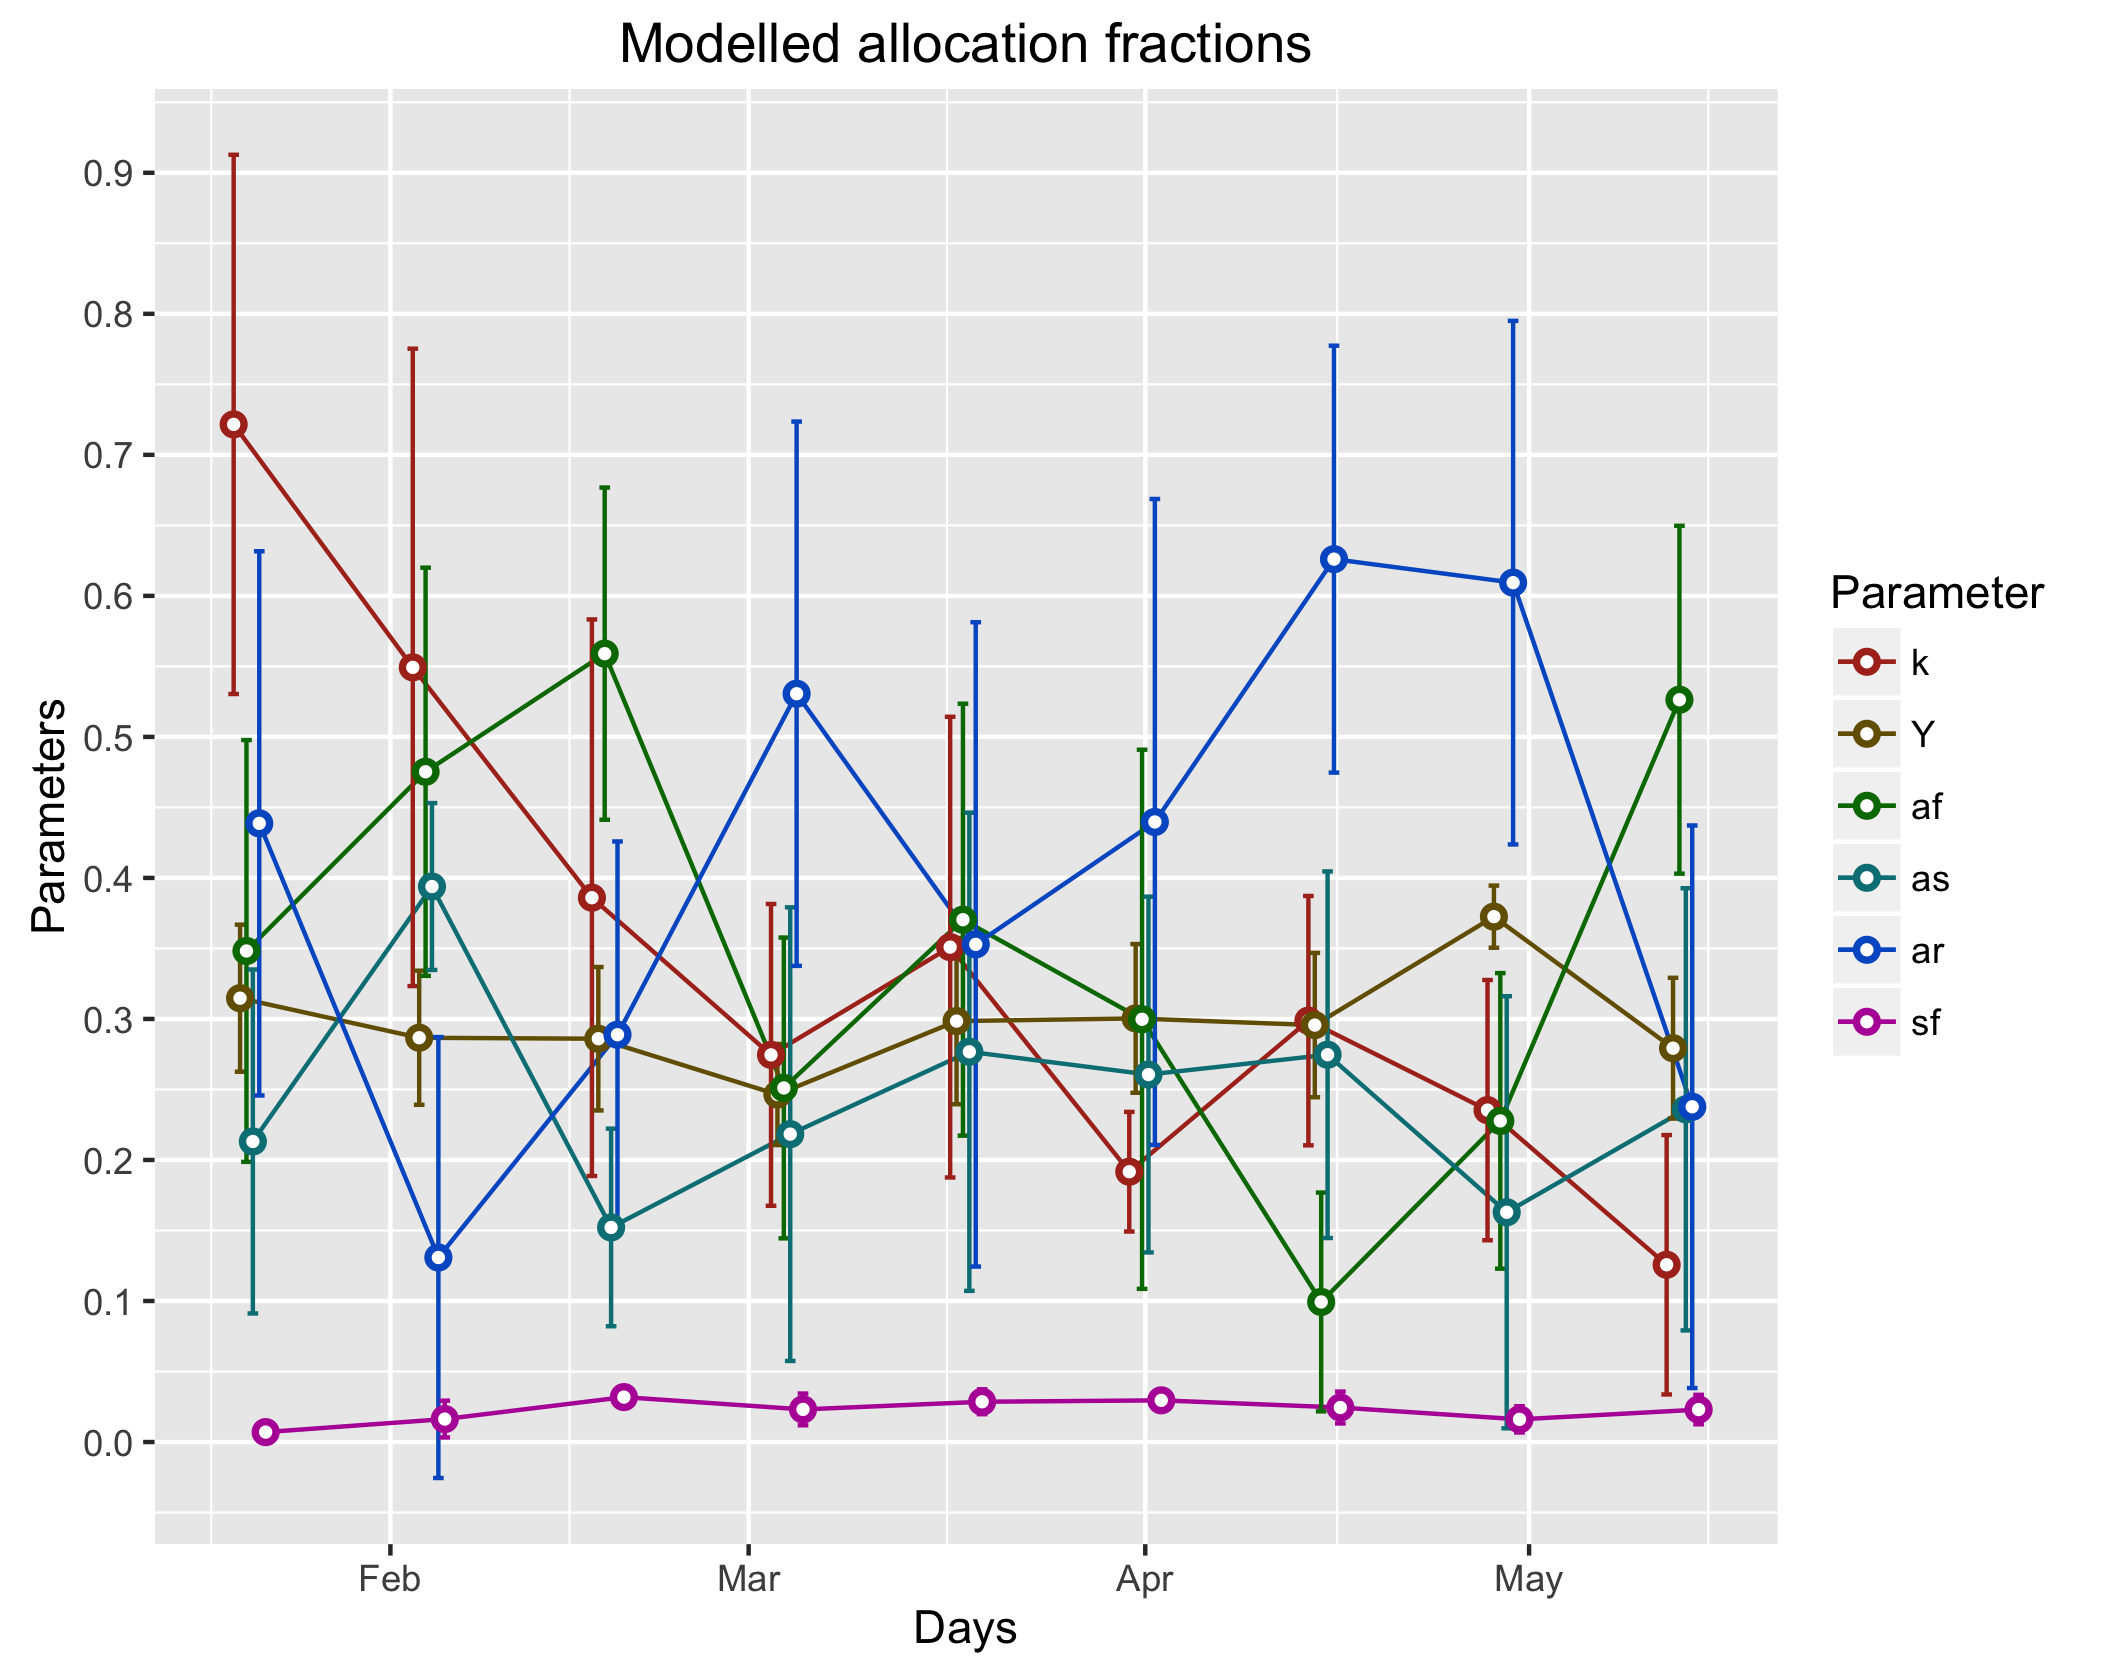 Modelled allocation fractions
Parameters
0.9
0.8
0.7
0.6
0.5
0.4
0.3
0.2
0.1
0.0
Feb Mar Apr May
Days
Parameter
k
Y
af
as
ar
sf